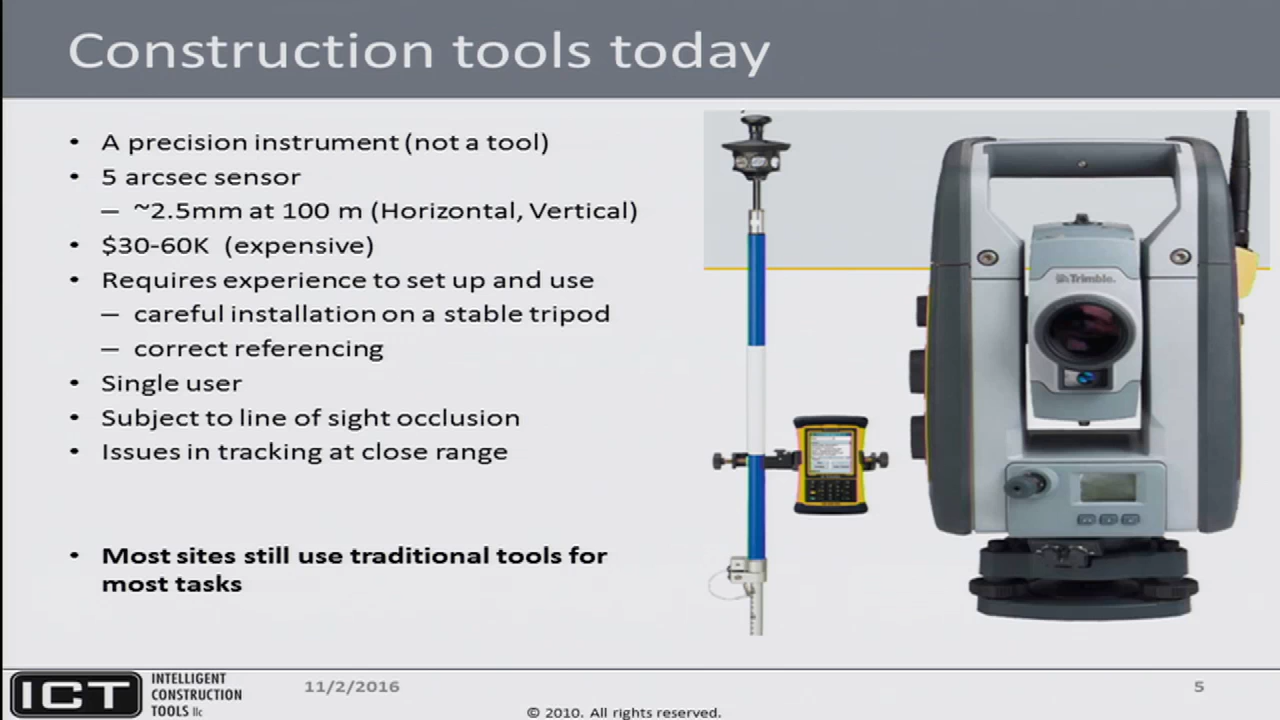 Construction tools today
• A precision instrument (not a tool)
• 5 arcsec sensor
– ~2.5mm at 100 m (Horizontal, Vertical)
• $30-60K (expensive)
• Requires experience to set up and use
– careful installation on a stable tripod
– correct referencing
• Single user
• Subject to line of sight occlusion
• Issues in tracking at close range
• Most sites still use traditional tools for
most tasks
Trimble.
ICT
INTELLIGENT
CONSTRUCTION
TOOLS llc
11/2/2016
5
© 2010. All rights reserved.